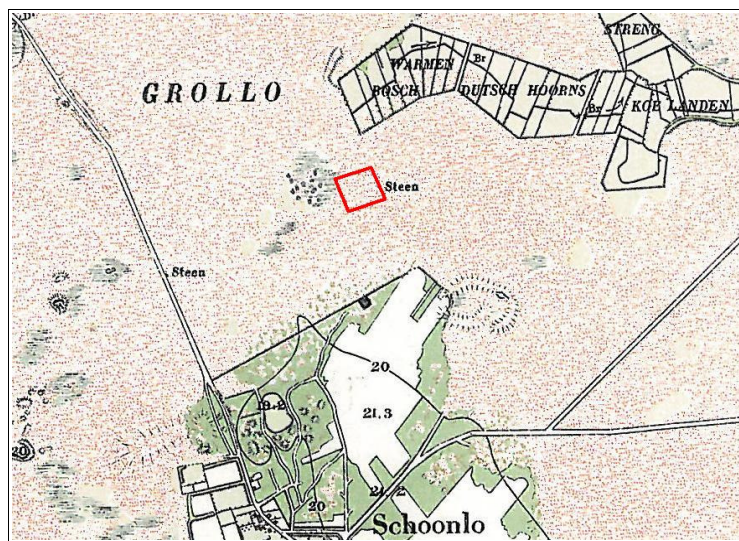 STRENG
WARMEN
Br
GROLLO
BOSCH
DUTSCH HOORNS
Br
KOE LANDEN
Steen
Steen
20
19.2
21,3
20
20
21,2
Schoonlo